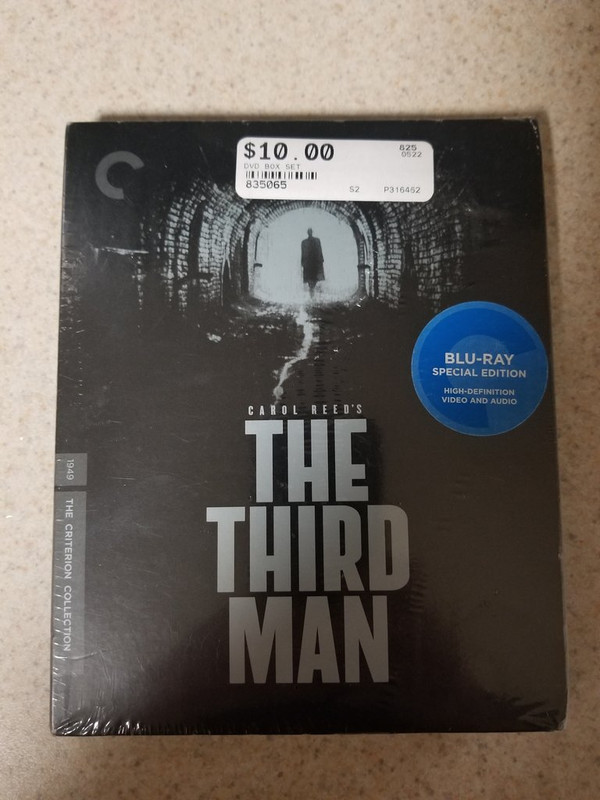 $10.00
825
0522
DVD BOX SET
835065
S2
P316462
BLU-RAY
SPECIAL EDITION
HIGH-DEFINITION
VIDEO AND AUDIO
CAROL REED'S
THE
THIRD
MAN
1949
THE CRITERION COLLECTION